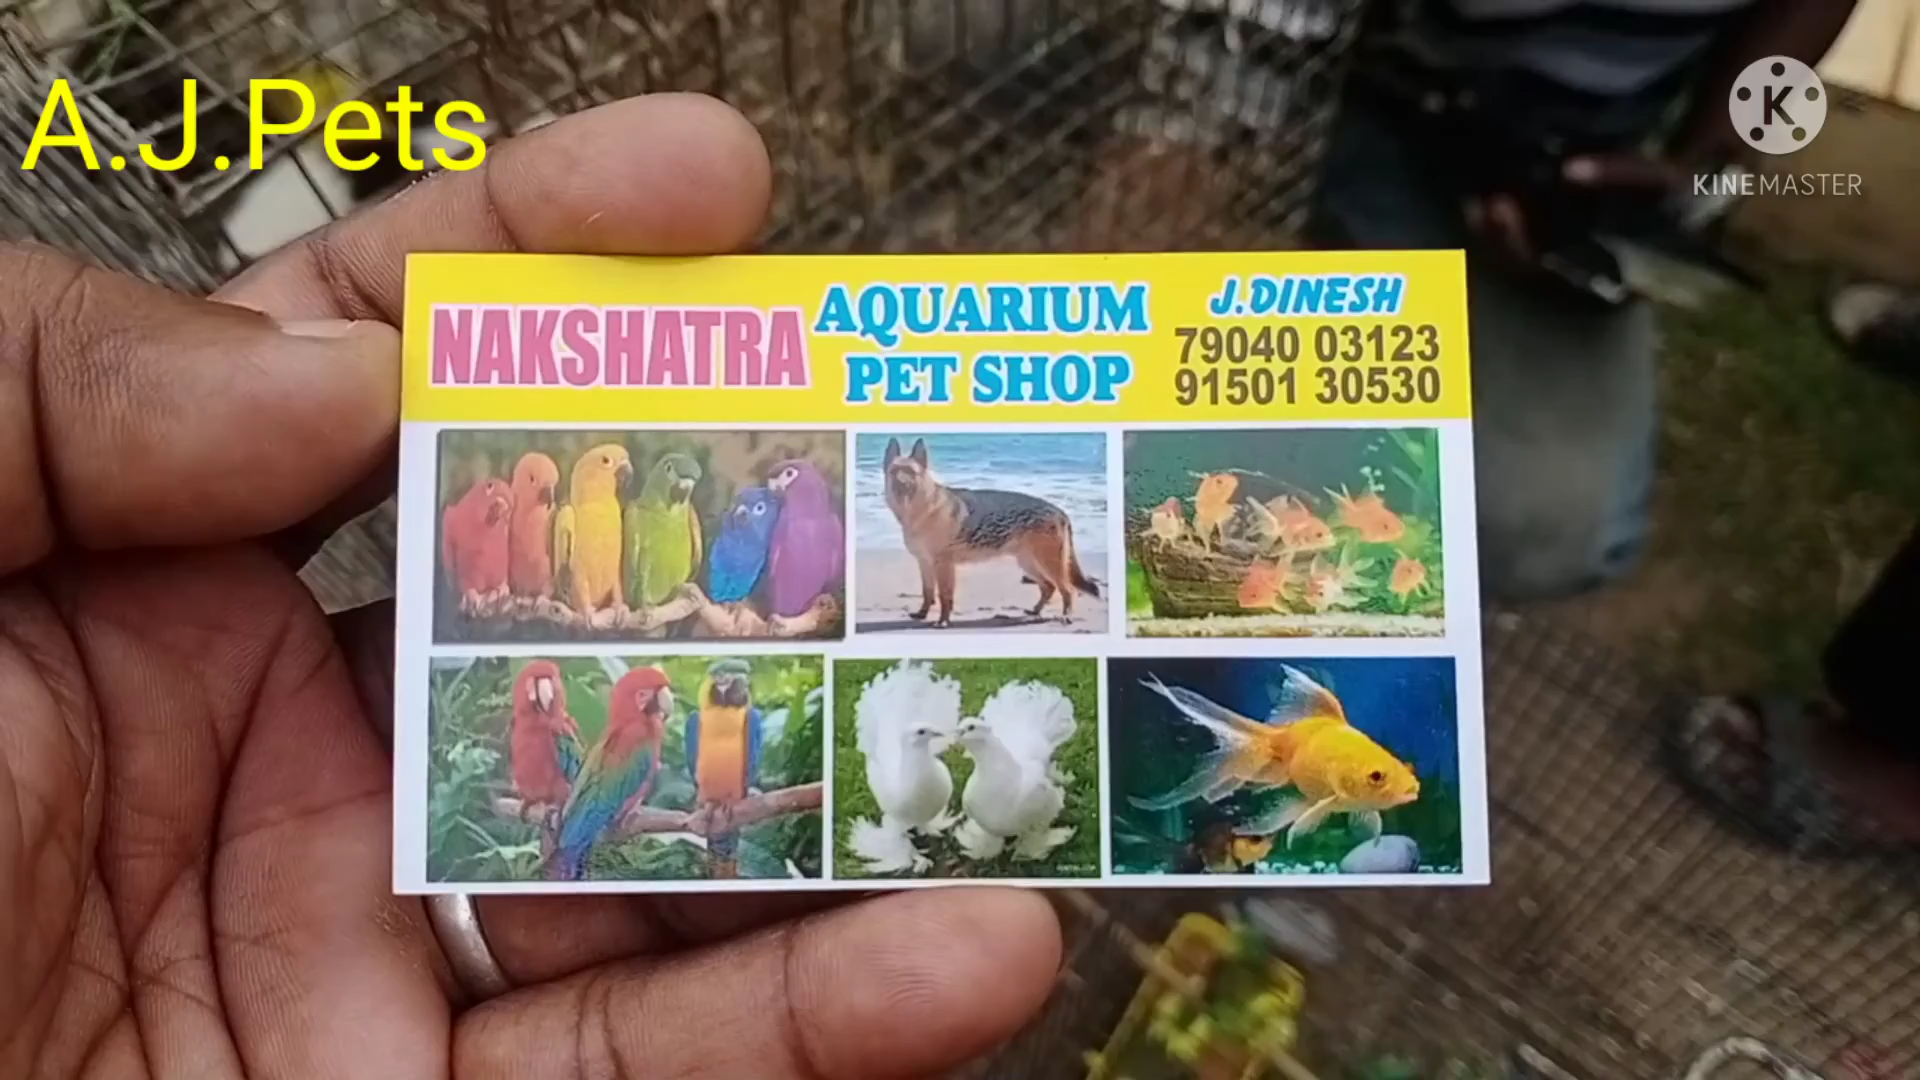 A.J.Pets
K
KINEMASTER
NAKSHATRA
AQUARIUM
PET SHOP
J.DINESH
79040 03123
91501 30530